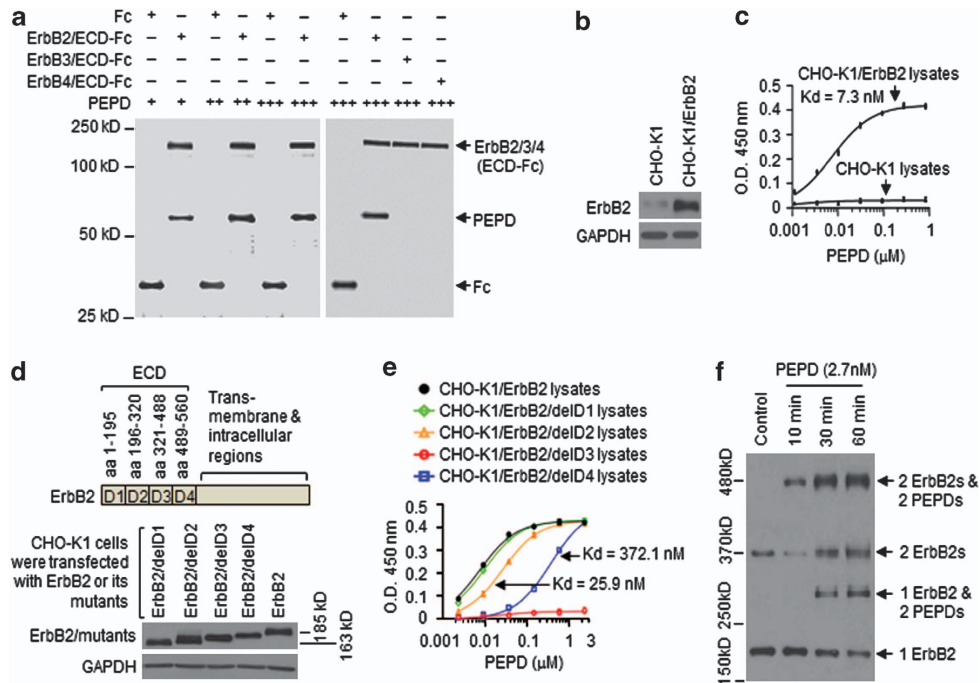 a
Fc + – + – + – + – – –
ErbB2/ECD-Fc – + – + – + – + – –
ErbB3/ECD-Fc – – – – – – – – + –
ErbB4/ECD-Fc – – – – – – – – – +
PEPD + + ++ ++ +++ +++ +++ +++ +++ +++
250 kD
100 kD
50 kD
25 kD
ErbB2/3/4
(ECD-Fc)
PEPD
Fc
b
CHO-K1
CHO-K1/ErbB2
ErbB2
GAPDH
c
CHO-K1/ErbB2 lysates
Kd = 7.3 nM
CHO-K1 lysates
O.D. 450 nm
0.5
0.4
0.3
0.2
0.1
0
0.001 0.01 0.1 1
PEPD (μM)
d
ECD
aa 1-195
aa 196-320
aa 321-488
aa 489-560
Trans-
membrane &
intracellular
regions
ErbB2 D1 D2 D3 D4
CHO-K1 cells
were transfected
with ErbB2 or its
mutants
ErbB2/delD1
ErbB2/delD2
ErbB2/delD3
ErbB2/delD4
ErbB2
ErbB2/mutants
185 kD
163 kD
GAPDH
e
CHO-K1/ErbB2 lysates
CHO-K1/ErbB2/delD1 lysates
CHO-K1/ErbB2/delD2 lysates
CHO-K1/ErbB2/delD3 lysates
CHO-K1/ErbB2/delD4 lysates
O.D. 450nm
0.5
0.4
0.3
0.2
0.1
0
Kd = 372.1 nM
Kd = 25.9 nM
0.001 0.01 0.1 1 3
PEPD (μM)
f
PEPD (2.7nM)
Control
10 min
30 min
60 min
480kD
370kD
250kD
150kD
2 ErbB2s &
2 PEPDs
2 ErbB2s
1 ErbB2 &
2 PEPDs
1 ErbB2